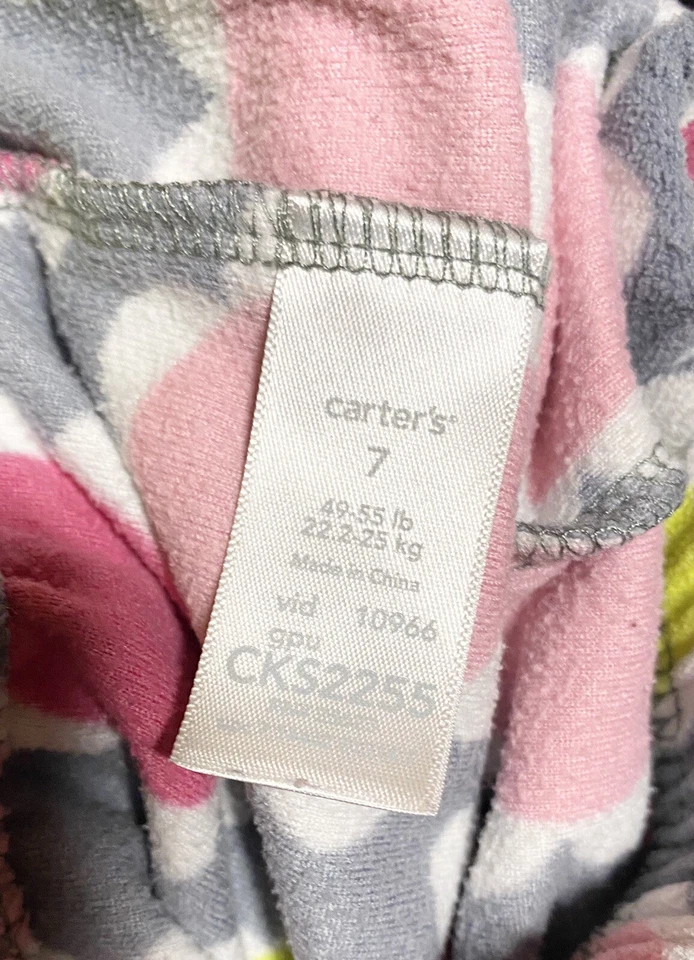 carter's®
7
49-55 lb
22.2-25 kg
Made in China
vid 10966
gpu
CKS2255